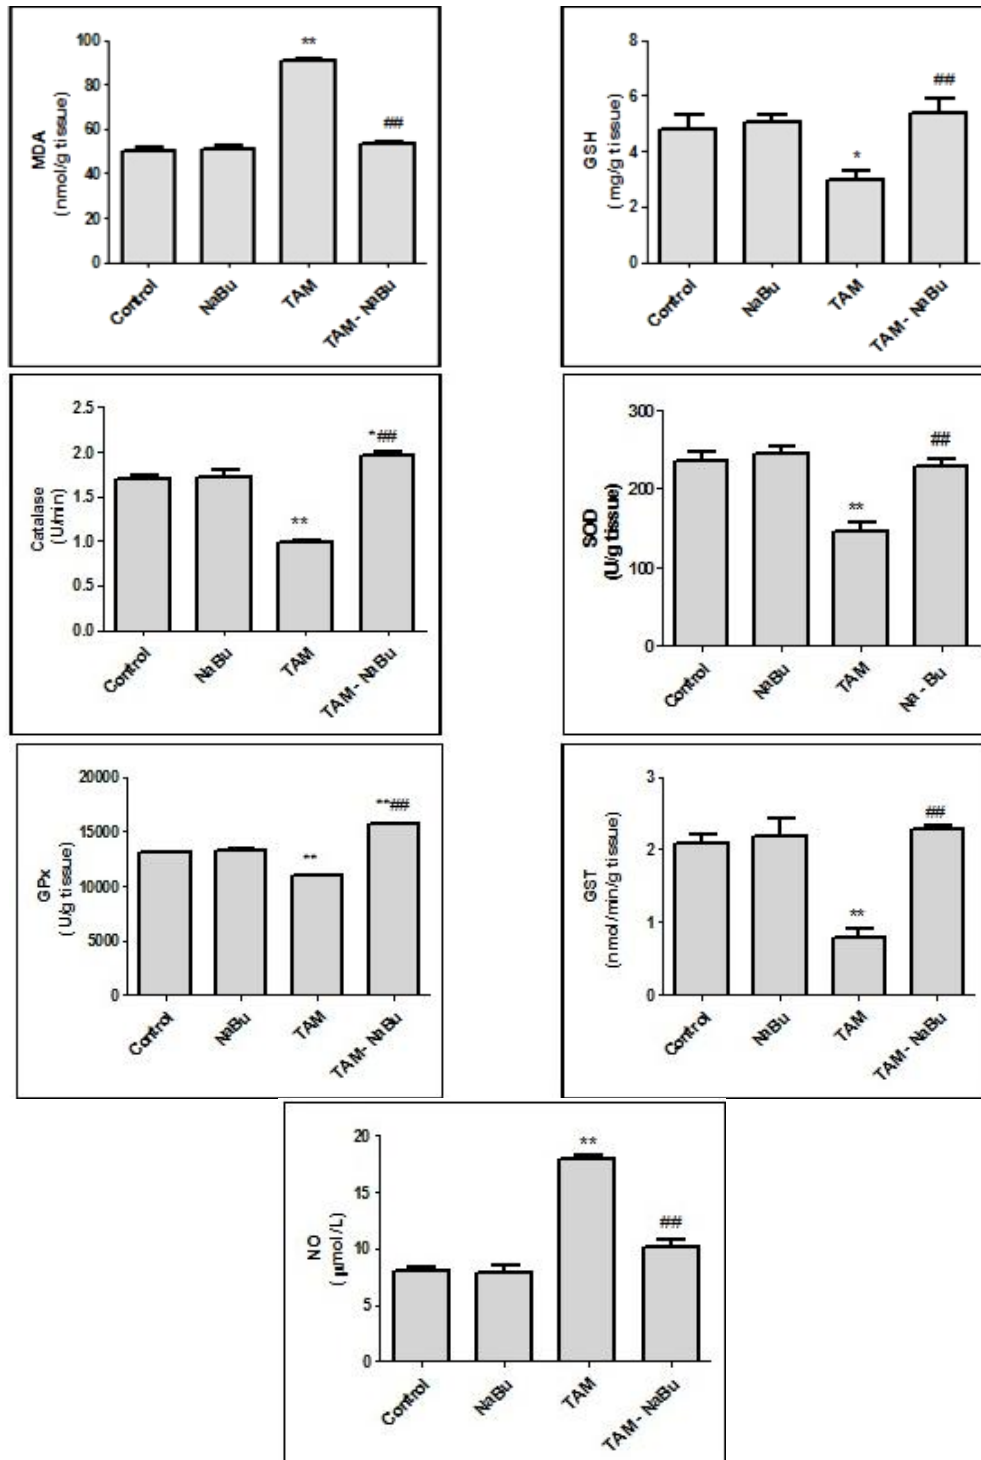 MDA
(nmol/g tissue)
100
80
60
40
20
0
**
##
Control
NaBu
TAM
TAM - NaBu
GSH
( mg/g tissue)
8
6
4
2
0
*
##
Control
NaBu
TAM
TAM - NaBu
Catalase
(U/min)
2.5
2.0
1.5
1.0
0.5
0.0
**
*##
Control
NaBu
TAM
TAM - NaBu
SOD
(U/g tissue)
300
200
100
0
**
##
Control
NaBu
TAM
Na - Bu
GPx
( U/g tissue)
20000
15000
10000
5000
0
**
**##
Control
NaBu
TAM
TAM - NaBu
GST
(nmol/min/g tissue)
3
2
1
0
**
##
Control
NaBu
TAM
TAM - NaBu
NO
( µmol/L)
20
15
10
5
0
**
##
Control
NaBu
TAM
TAM - NaBu